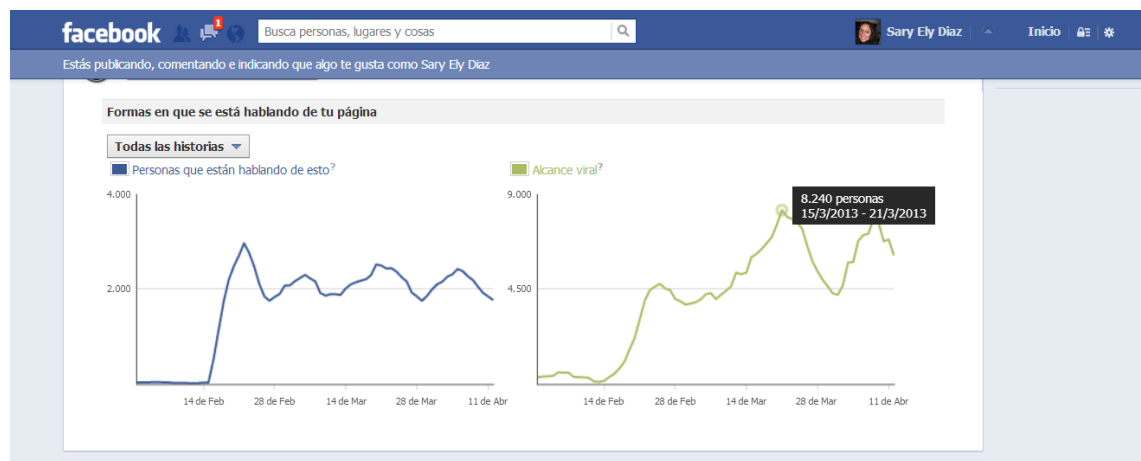 facebook
1
Busca personas, lugares y cosas
Sary Ely Diaz
Inicio
Estás publicando, comentando e indicando que algo te gusta como Sary Ely Diaz
Formas en que se está hablando de tu página
Todas las historias
Personas que están hablando de esto?
4.000
2.000
14 de Feb 28 de Feb 14 de Mar 28 de Mar 11 de Abr
Alcance viral?
9.000
8.240 personas
15/3/2013 - 21/3/2013
4.500
14 de Feb 28 de Feb 14 de Mar 28 de Mar 11 de Abr